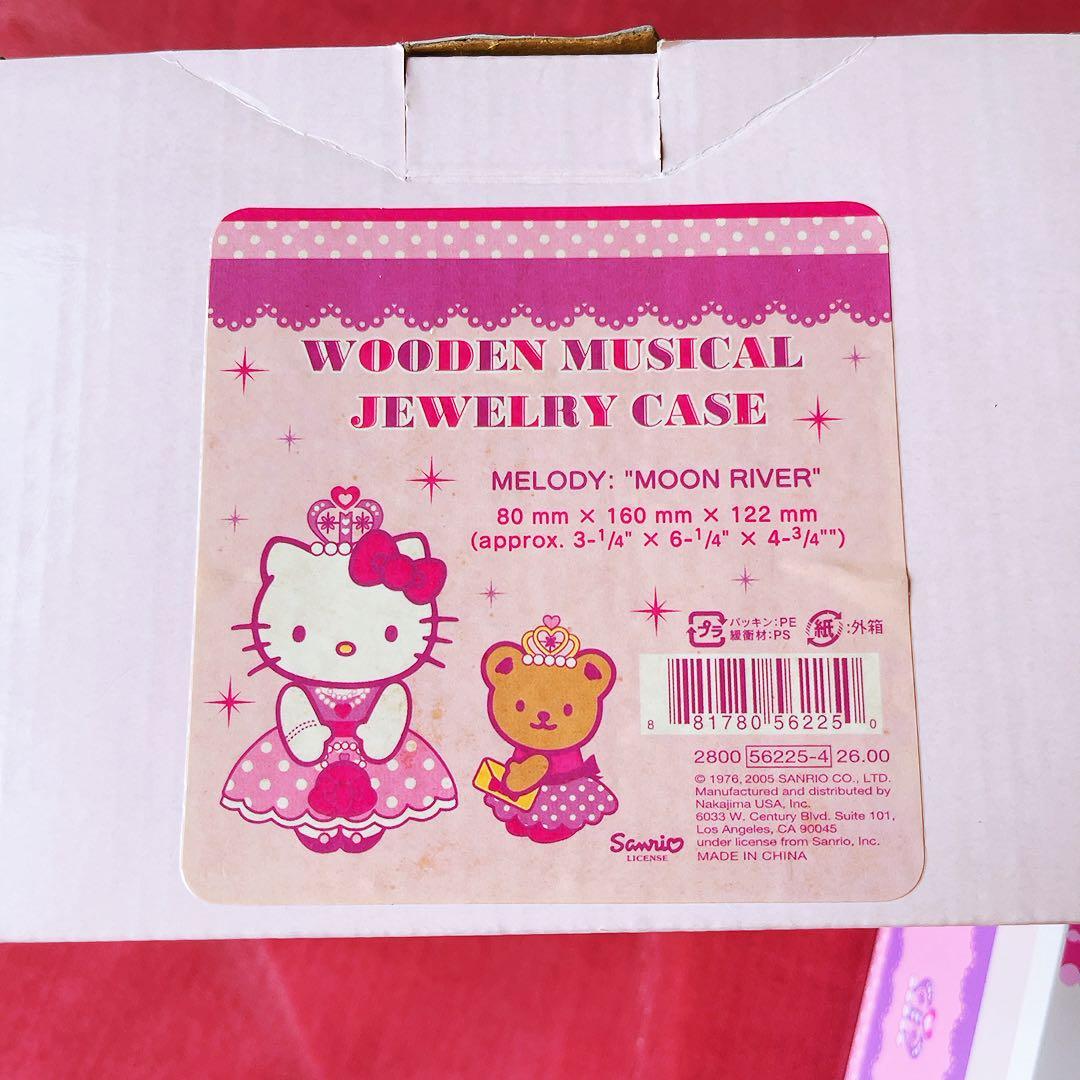 WOODEN MUSICAL
JEWELRY CASE
MELODY: "MOON RIVER"
80 mm × 160 mm × 122 mm
(approx. 3-1/4" × 6-1/4" × 4-3/4"")
プラ
パッキン:PE
緩衝材:PS
紙 :外箱
8 81780 56225 0
2800 56225-4 26.00
© 1976, 2005 SANRIO CO., LTD.
Manufactured and distributed by
Nakajima USA, Inc.
6033 W. Century Blvd. Suite 101,
Los Angeles, CA 90045
under license from Sanrio, Inc.
MADE IN CHINA
Sanrio
LICENSE